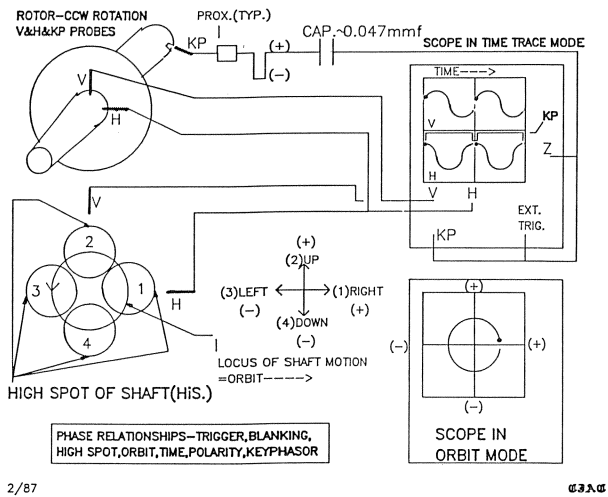 ROTOR-CCW ROTATION
V&H&KP PROBES
PROX.(TYP.)
KP
(+)
(-)
CAP.~0.047mmf
SCOPE IN TIME TRACE MODE
TIME--->
V
H
V
H
KP
Z
V
H
EXT.
TRIG.
KP
V
2
3
1
4
H
I
(+)
(2)UP
(3)LEFT
(1)RIGHT
(-)
(+)
(4)DOWN
(-)
LOCUS OF SHAFT MOTION
=ORBIT---->
HIGH SPOT OF SHAFT(HiS.)
(+)
(-)
(+)
(-)
SCOPE IN
ORBIT MODE
PHASE RELATIONSHIPS-TRIGGER,BLANKING,
HIGH SPOT,ORBIT,TIME,POLARITY,KEYPHASOR
2/87